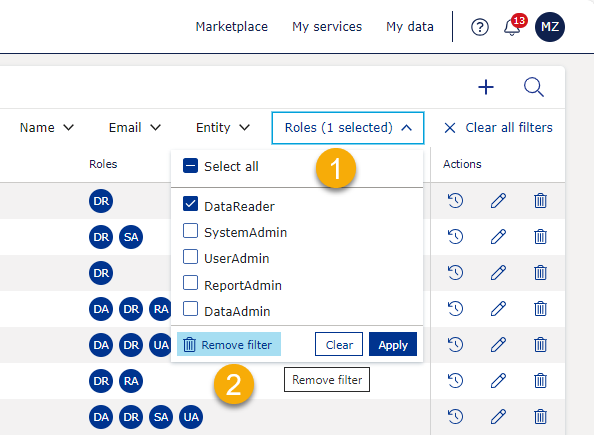 Marketplace My services My data ? 13 MZ
+
Name Email Entity Roles (1 selected) Clear all filters
Roles Select all 1 Actions
DR DataReader
DR SA SystemAdmin
DR UserAdmin
ReportAdmin
DA DR RA DataAdmin
DA DR UA Remove filter Clear Apply
DR RA 2 Remove filter
DA DR SA UA